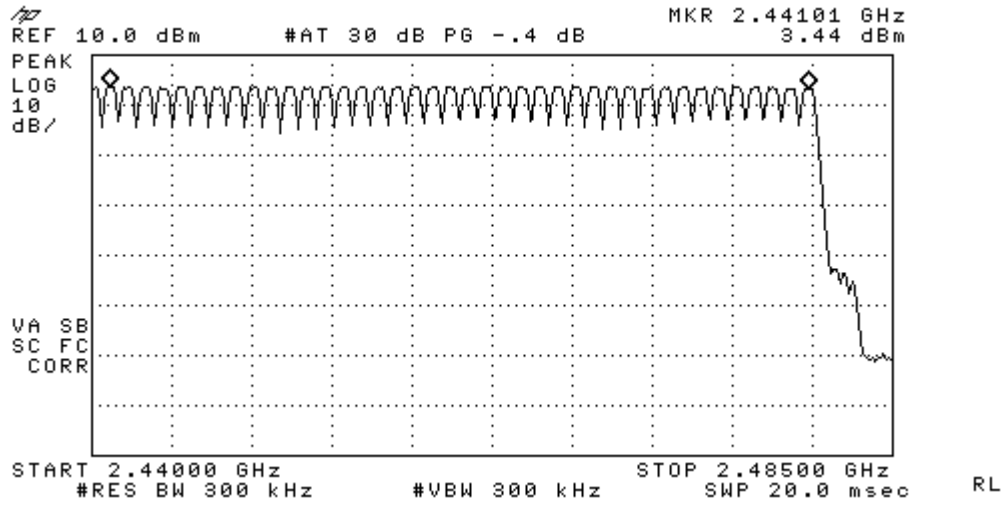 hp MKR 2.44101 GHz
REF 10.0 dBm #AT 30 dB PG -.4 dB 3.44 dBm
PEAK
LOG
10
dB/
VA SB
SC FC
CORR
START 2.44000 GHz STOP 2.48500 GHz
#RES BW 300 kHz #VBW 300 kHz SWP 20.0 msec RL